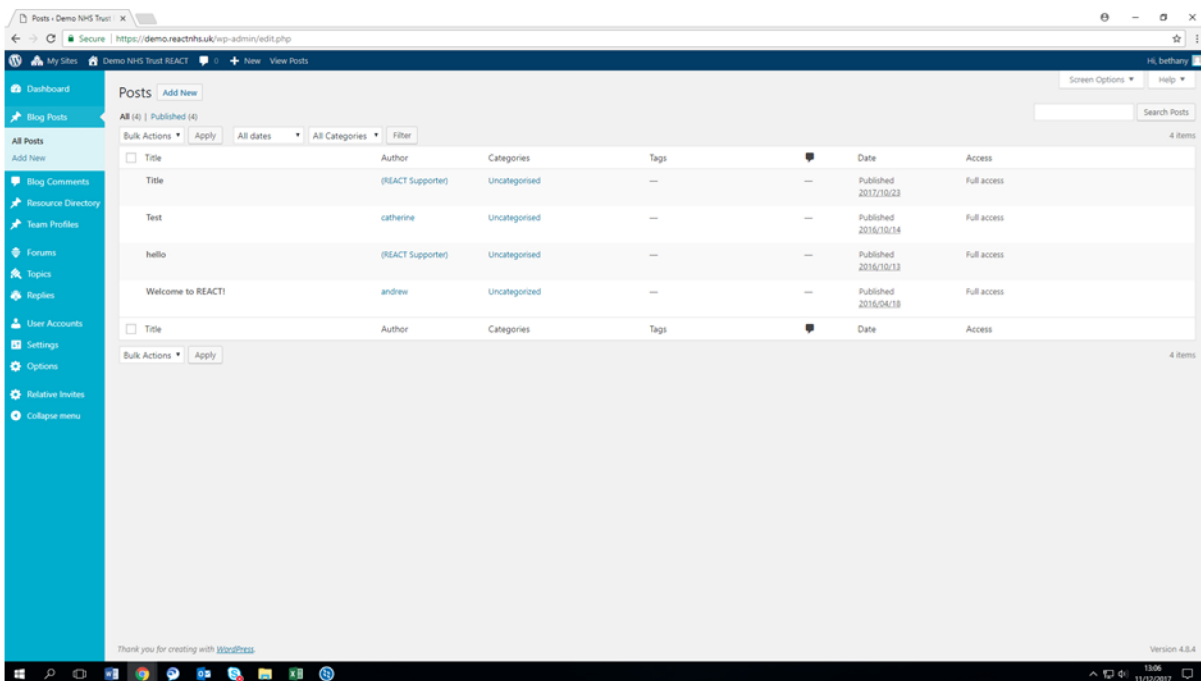 Posts ‹ Demo NHS Trust
Secure | https://demo.reactnhs.uk/wp-admin/edit.php
My Sites Demo NHS Trust REACT 0 New View Posts Hi, bethany
Screen Options Help
Dashboard
Blog Posts
All Posts
Add New
Blog Comments
Resource Directory
Team Profiles
Forums
Topics
Replies
User Accounts
Settings
Options
Relative Invites
Collapse menu
Posts Add New
All (4) | Published (4) Search Posts
Bulk Actions Apply All dates All Categories Filter 4 items
Title Author Categories Tags Date Access
Title (REACT Supporter) Uncategorised — — Published Full access
2017/10/23
Test catherine Uncategorised — — Published Full access
2016/10/14
hello (REACT Supporter) Uncategorised — — Published Full access
2016/10/13
Welcome to REACT! andrew Uncategorized — — Published Full access
2016/04/18
Title Author Categories Tags Date Access
Bulk Actions Apply 4 items
Thank you for creating with WordPress. Version 4.8.4
13:06
11/12/2017